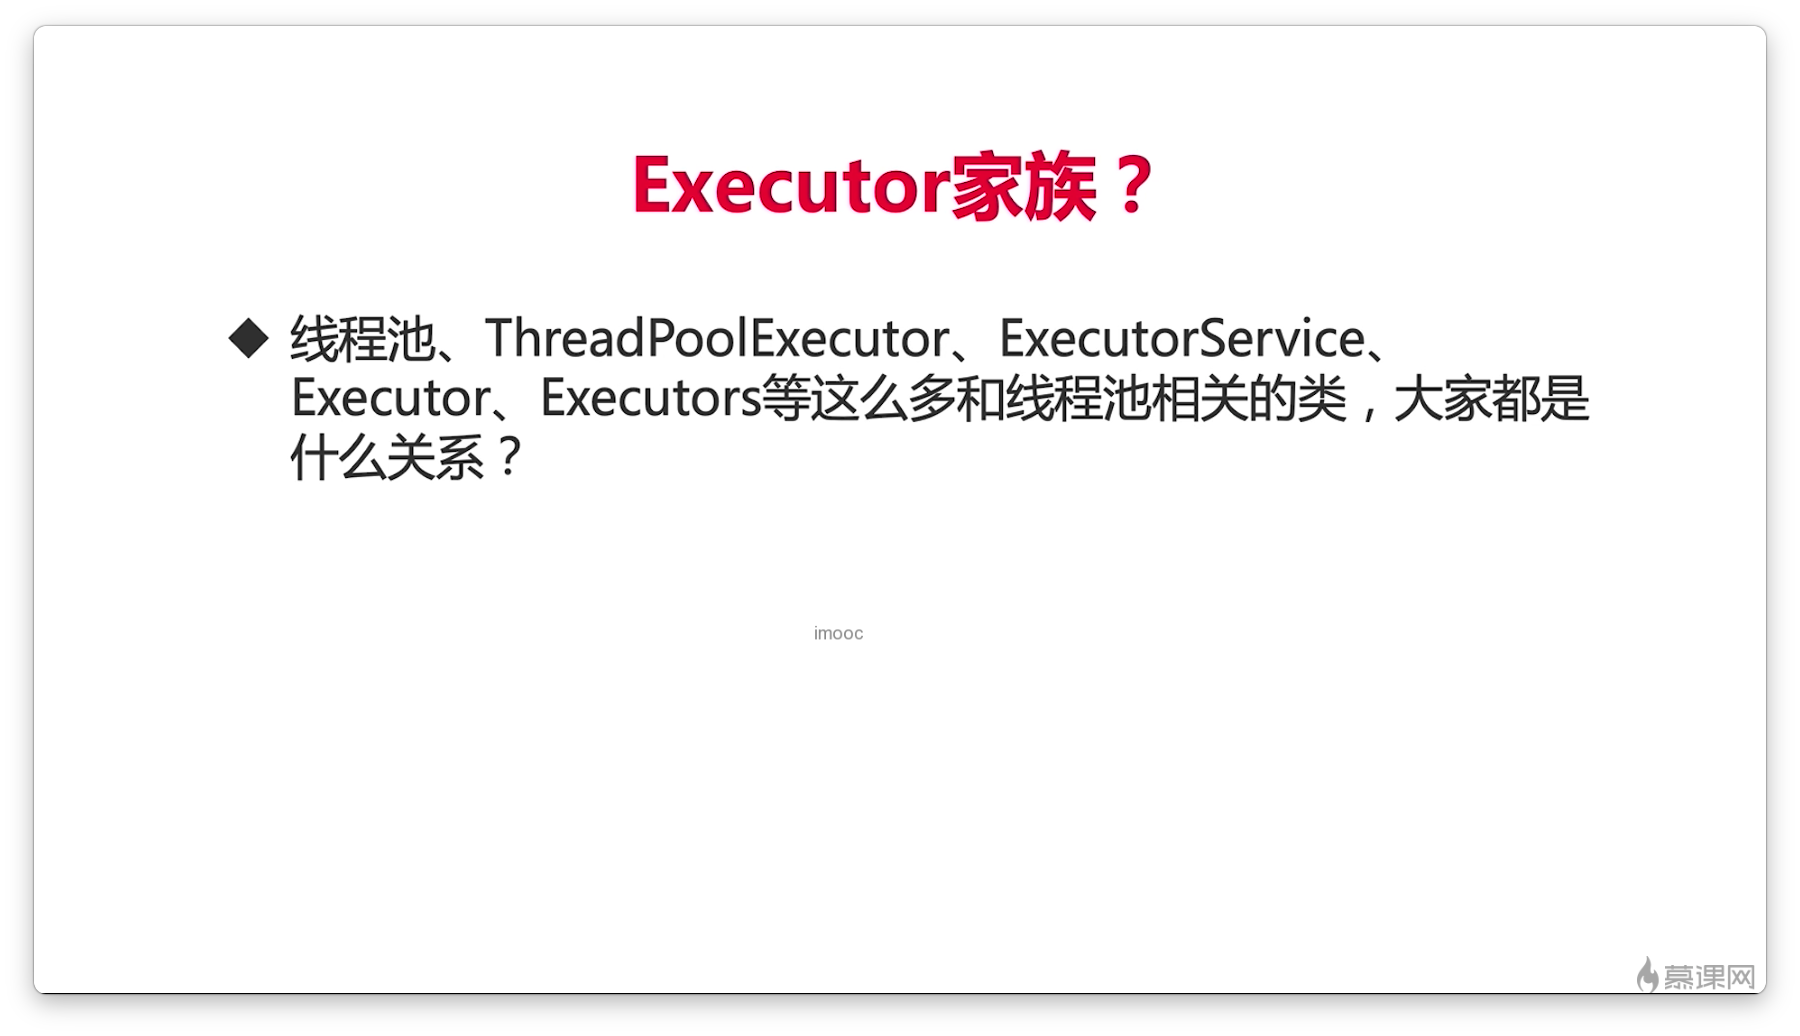 Executor家族？
◆ 线程池、ThreadPoolExecutor、ExecutorService、
Executor、Executors等这么多和线程池相关的类，大家都是
什么关系？
imooc
慕课网